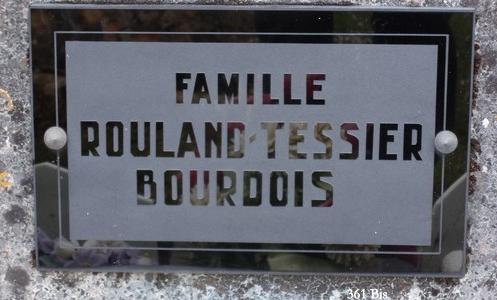 FAMILLE
ROULAND-TESSIER
BOURDOIS
361 Bis